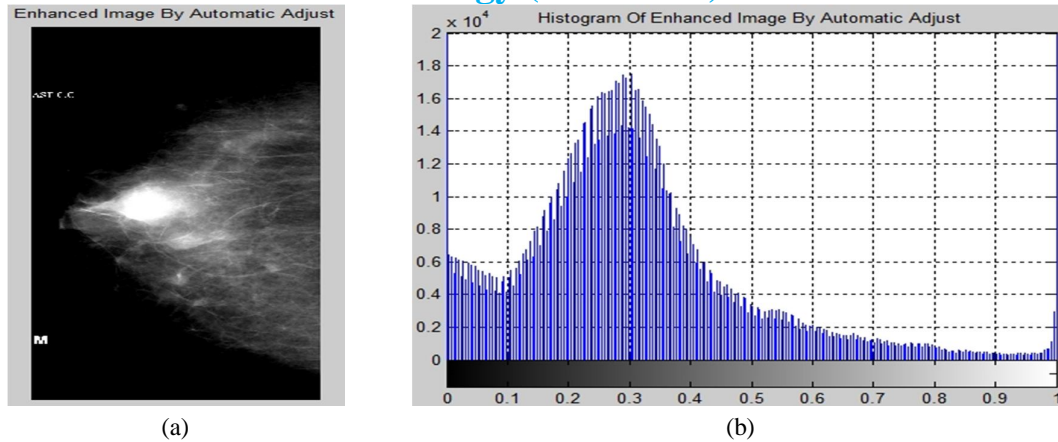 Enhanced Image By Automatic Adjust
AST C.C
M
(a)
Histogram Of Enhanced Image By Automatic Adjust
x 10⁴
2
1.8
1.6
1.4
1.2
1
0.8
0.6
0.4
0.2
0
0 0.1 0.2 0.3 0.4 0.5 0.6 0.7 0.8 0.9 1
(b)